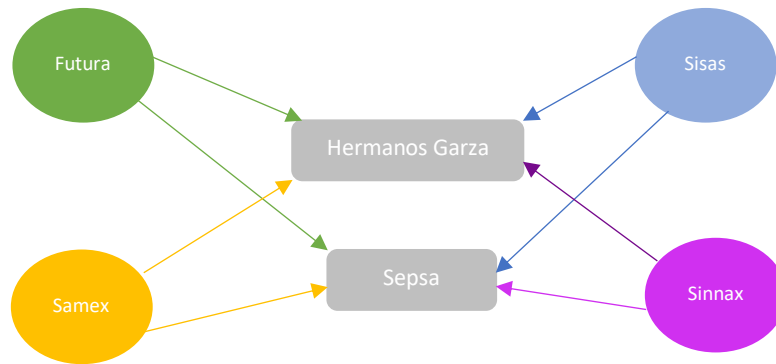 Futura
Sisas
Hermanos Garza
Sepsa
Samex
Sinnax